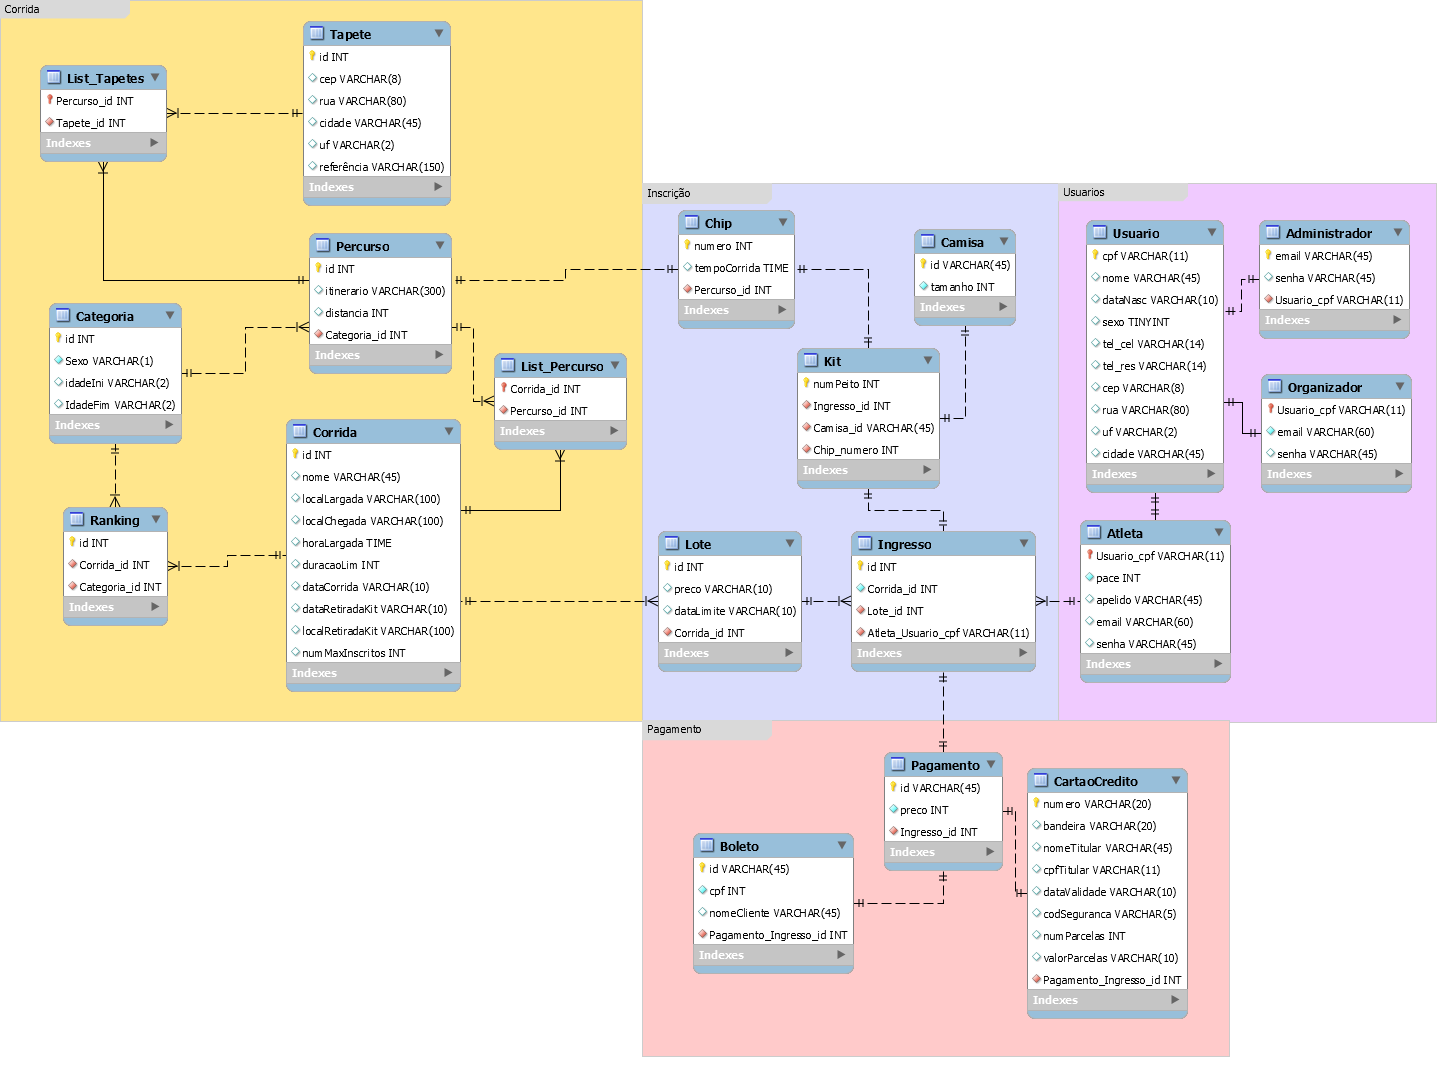 Corrida
Tapete
id INT
cep VARCHAR(8)
rua VARCHAR(80)
cidade VARCHAR(45)
uf VARCHAR(2)
referência VARCHAR(150)
Indexes
List_Tapetes
Percurso_id INT
Tapete_id INT
Indexes
Percurso
id INT
itinerario VARCHAR(300)
distancia INT
Categoria_id INT
Indexes
Categoria
id INT
Sexo VARCHAR(1)
idadeIni VARCHAR(2)
IdadeFim VARCHAR(2)
Indexes
List_Percurso
Corrida_id INT
Percurso_id INT
Indexes
Corrida
id INT
nome VARCHAR(45)
localLargada VARCHAR(100)
localChegada VARCHAR(100)
horaLargada TIME
duracaoLim INT
dataCorrida VARCHAR(10)
dataRetiradaKit VARCHAR(10)
localRetiradaKit VARCHAR(100)
numMaxInscritos INT
Indexes
Ranking
id INT
Corrida_id INT
Categoria_id INT
Indexes
Inscrição
Chip
numero INT
tempoCorrida TIME
Percurso_id INT
Indexes
Camisa
id VARCHAR(45)
tamanho INT
Indexes
Kit
numPeito INT
Ingresso_id INT
Camisa_id VARCHAR(45)
Chip_numero INT
Indexes
Lote
id INT
preco VARCHAR(10)
dataLimite VARCHAR(10)
Corrida_id INT
Indexes
Ingresso
id INT
Corrida_id INT
Lote_id INT
Atleta_Usuario_cpf VARCHAR(11)
Indexes
Usuarios
Usuario
cpf VARCHAR(11)
nome VARCHAR(45)
dataNasc VARCHAR(10)
sexo TINYINT
tel_cel VARCHAR(14)
tel_res VARCHAR(14)
cep VARCHAR(8)
rua VARCHAR(80)
uf VARCHAR(2)
cidade VARCHAR(45)
Indexes
Administrador
email VARCHAR(45)
senha VARCHAR(45)
Usuario_cpf VARCHAR(11)
Indexes
Organizador
Usuario_cpf VARCHAR(11)
email VARCHAR(60)
senha VARCHAR(45)
Indexes
Atleta
Usuario_cpf VARCHAR(11)
pace INT
apelido VARCHAR(45)
email VARCHAR(60)
senha VARCHAR(45)
Indexes
Pagamento
Pagamento
id VARCHAR(45)
preco INT
Ingresso_id INT
Indexes
CartaoCredito
numero VARCHAR(20)
bandeira VARCHAR(20)
nomeTitular VARCHAR(45)
cpfTitular VARCHAR(11)
dataValidade VARCHAR(10)
codSeguranca VARCHAR(5)
numParcelas INT
valorParcelas VARCHAR(10)
Pagamento_Ingresso_id INT
Indexes
Boleto
id VARCHAR(45)
cpf INT
nomeCliente VARCHAR(45)
Pagamento_Ingresso_id INT
Indexes